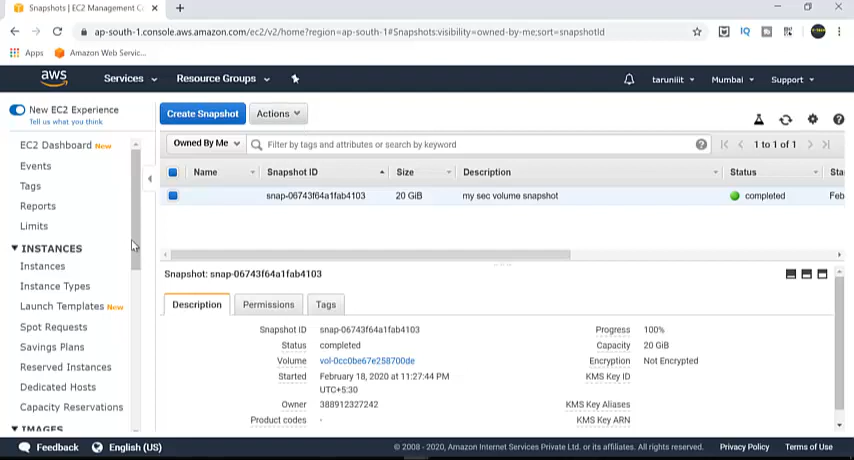 Snapshots | EC2 Management C
ap-south-1.console.aws.amazon.com/ec2/v2/home?region=ap-south-1#Snapshots:visibility=owned-by-me;sort=snapshotId
Apps Amazon Web Servic...
aws Services Resource Groups taruniiit Mumbai Support
New EC2 Experience
Tell us what you think
EC2 Dashboard New
Events
Tags
Reports
Limits
INSTANCES
Instances
Instance Types
Launch Templates New
Spot Requests
Savings Plans
Reserved Instances
Dedicated Hosts
Capacity Reservations
IMAGES
Create Snapshot Actions
Owned By Me Filter by tags and attributes or search by keyword 1 to 1 of 1
Name Snapshot ID Size Description Status Sta
snap-06743f64a1fab4103 20 GiB my sec volume snapshot completed Feb
Snapshot: snap-06743f64a1fab4103
Description Permissions Tags
Snapshot ID snap-06743f64a1fab4103 Progress 100%
Status completed Capacity 20 GiB
Volume vol-0cc0be67e258700de Encryption Not Encrypted
Started February 18, 2020 at 11:27:44 PM UTC+5:30 KMS Key ID
Owner 388912327242 KMS Key Aliases
Product codes - KMS Key ARN
Feedback English (US) © 2008 - 2020, Amazon Internet Services Private Ltd. or its affiliates. All rights reserved. Privacy Policy Terms of Use